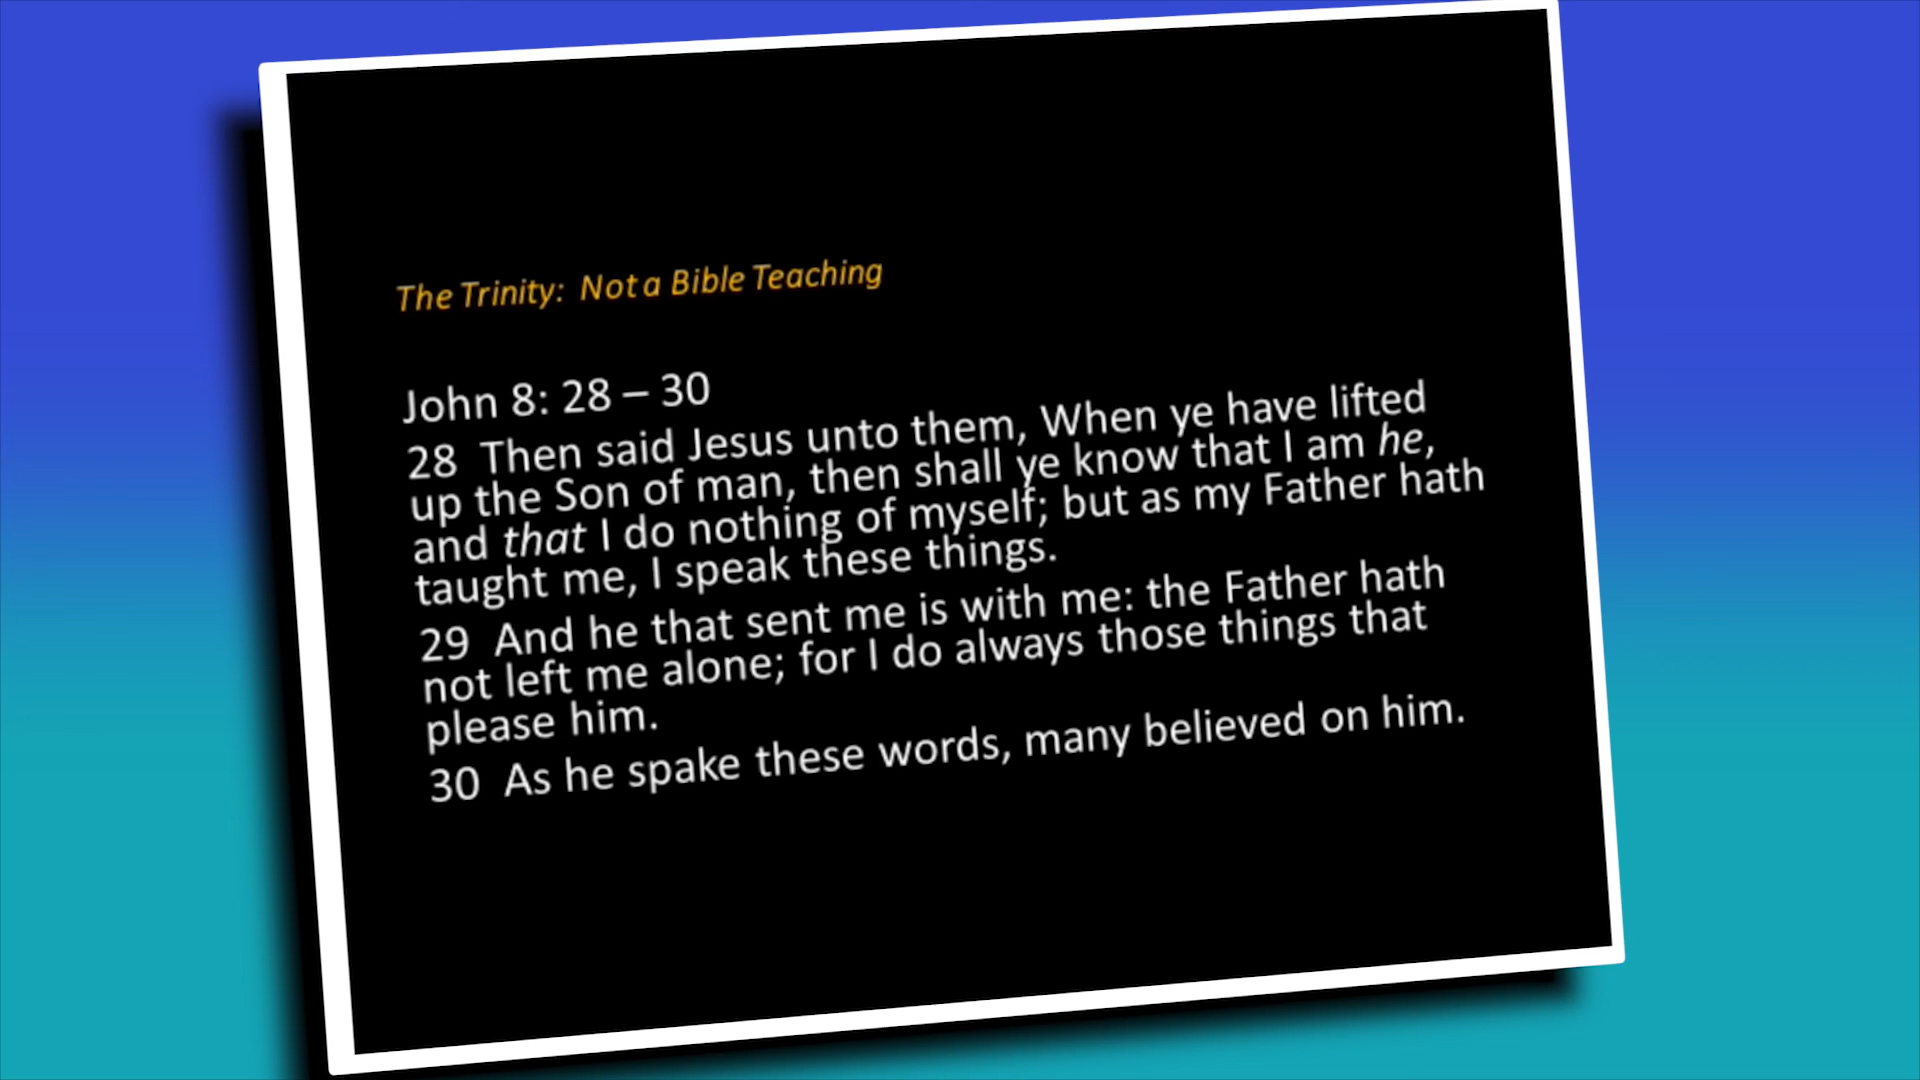 The Trinity: Not a Bible Teaching
John 8: 28 – 30
28 Then said Jesus unto them, When ye have lifted
up the Son of man, then shall ye know that I am he,
and that I do nothing of myself; but as my Father hath
taught me, I speak these things.
29 And he that sent me is with me: the Father hath
not left me alone; for I do always those things that
please him.
30 As he spake these words, many believed on him.